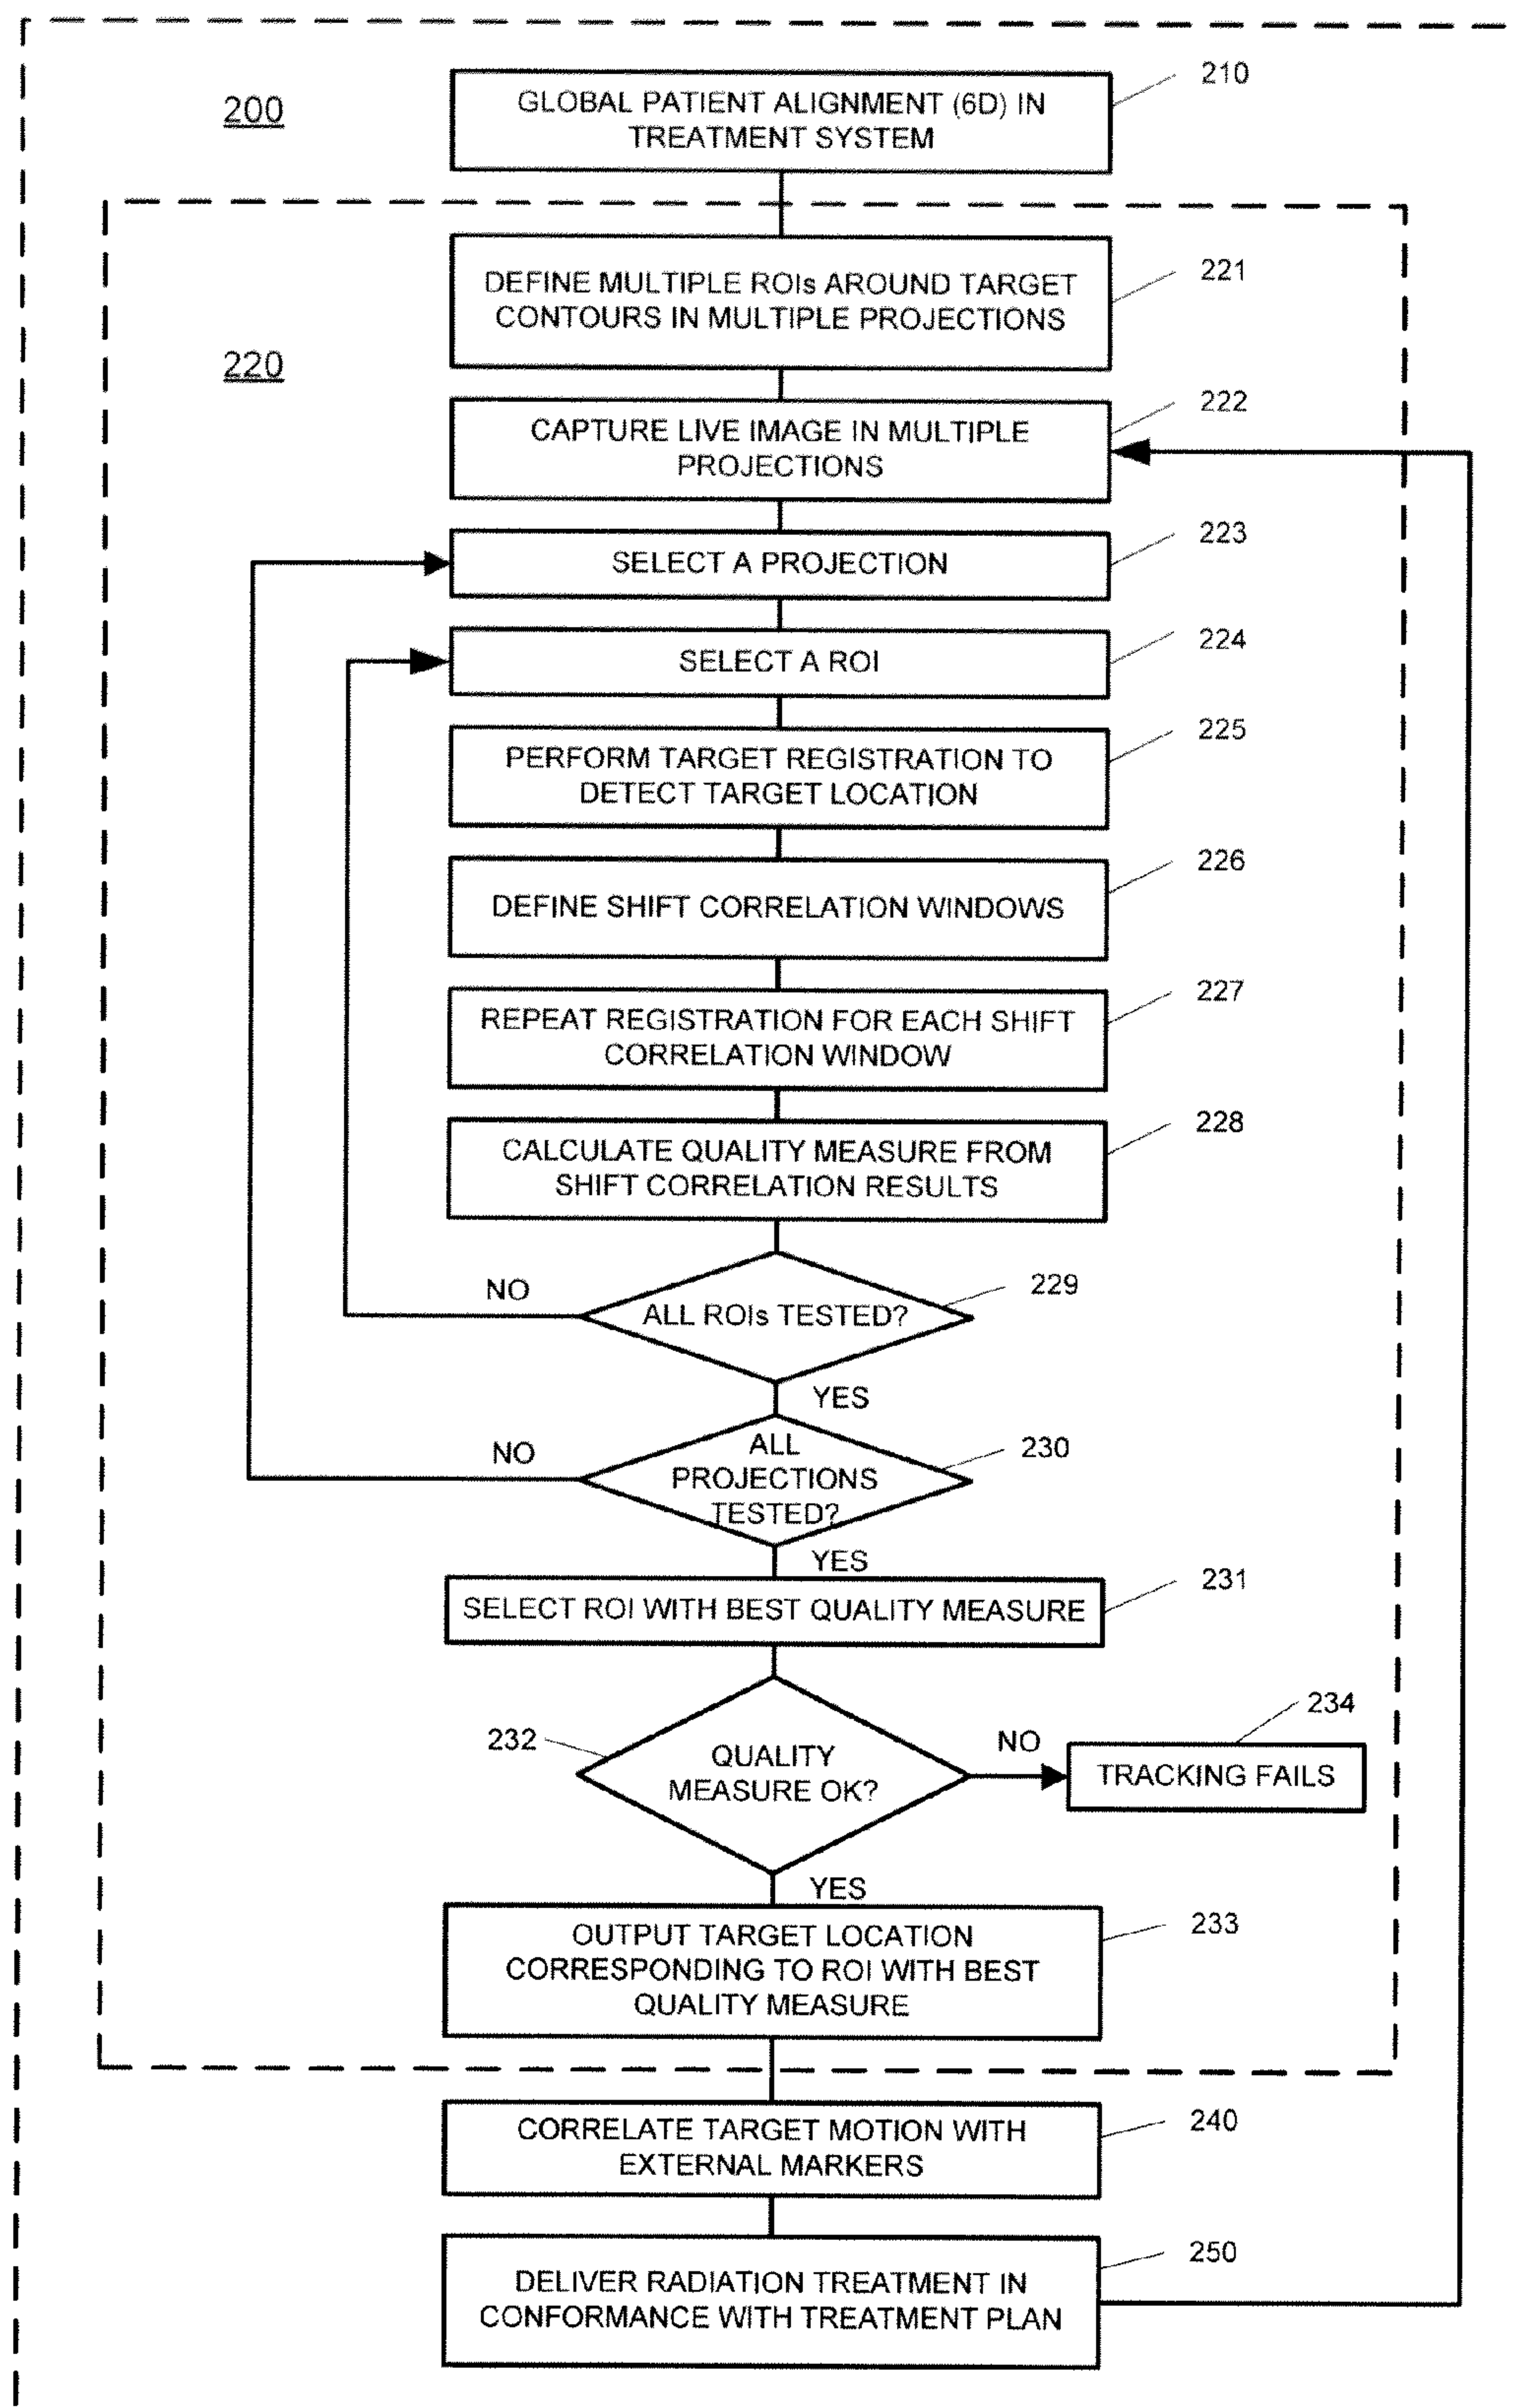 200
GLOBAL PATIENT ALIGNMENT (6D) IN
TREATMENT SYSTEM
210
220
DEFINE MULTIPLE ROIs AROUND TARGET
CONTOURS IN MULTIPLE PROJECTIONS
221
CAPTURE LIVE IMAGE IN MULTIPLE
PROJECTIONS
222
SELECT A PROJECTION
223
SELECT A ROI
224
PERFORM TARGET REGISTRATION TO
DETECT TARGET LOCATION
225
DEFINE SHIFT CORRELATION WINDOWS
226
REPEAT REGISTRATION FOR EACH SHIFT
CORRELATION WINDOW
227
CALCULATE QUALITY MEASURE FROM
SHIFT CORRELATION RESULTS
228
NO
ALL ROIs TESTED?
229
YES
NO
ALL
PROJECTIONS
TESTED?
230
YES
SELECT ROI WITH BEST QUALITY MEASURE
231
232
QUALITY
MEASURE OK?
NO
234
TRACKING FAILS
YES
OUTPUT TARGET LOCATION
CORRESPONDING TO ROI WITH BEST
QUALITY MEASURE
233
CORRELATE TARGET MOTION WITH
EXTERNAL MARKERS
240
DELIVER RADIATION TREATMENT IN
CONFORMANCE WITH TREATMENT PLAN
250